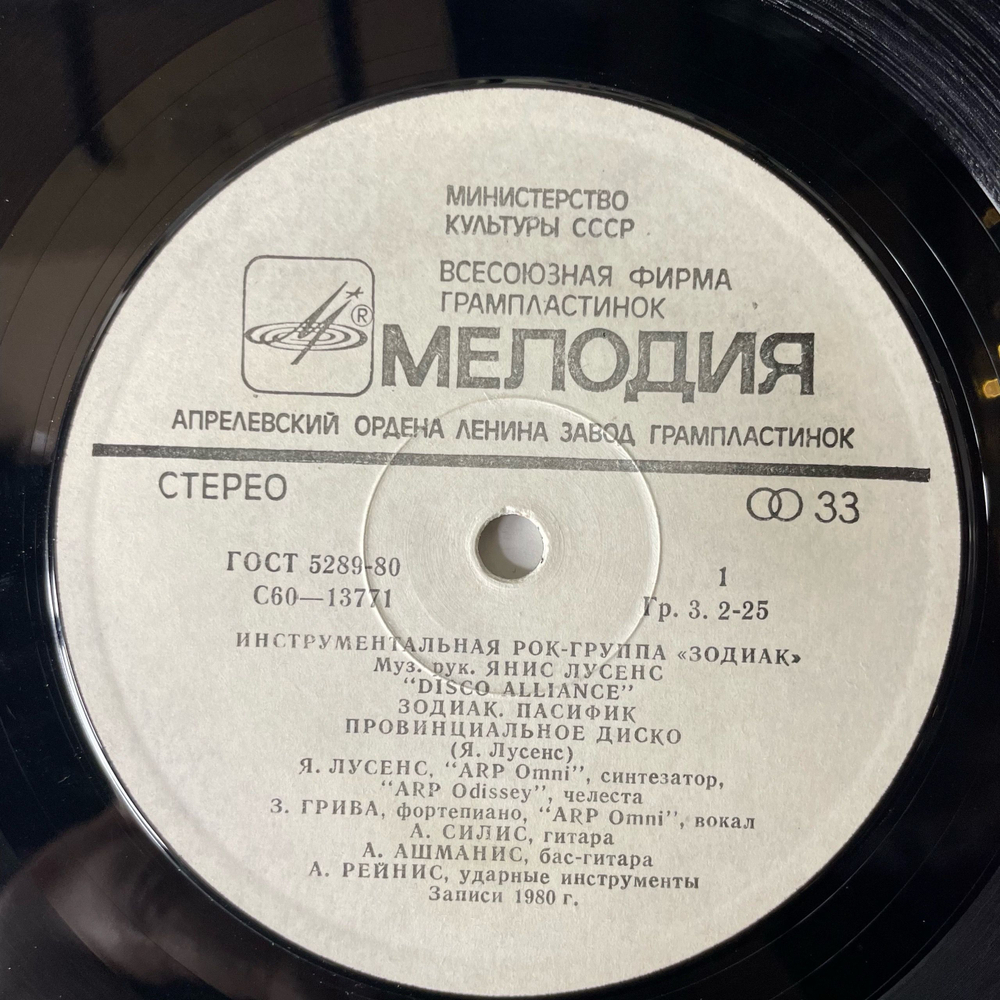 МИНИСТЕРСТВО
КУЛЬТУРЫ СССР
ВСЕСОЮЗНАЯ ФИРМА
ГРАМПЛАСТИНОК
®
МЕЛОДИЯ
АПРЕЛЕВСКИЙ ОРДЕНА ЛЕНИНА ЗАВОД ГРАМПЛАСТИНОК
СТЕРЕО
33
ГОСТ 5289-80
1
С60—13771
Гр. 3. 2-25
ИНСТРУМЕНТАЛЬНАЯ РОК-ГРУППА «ЗОДИАК»
Муз. рук. ЯНИС ЛУСЕНС
“DISCO ALLIANCE”
ЗОДИАК. ПАСИФИК
ПРОВИНЦИАЛЬНОЕ ДИСКО
(Я. Лусенс)
Я. ЛУСЕНС, “ARP Omni”, синтезатор,
“ARP Odissey”, челеста
З. ГРИВА, фортепиано, “ARP Omni”, вокал
А. СИЛИС, гитара
А. АШМАНИС, бас-гитара
А. РЕЙНИС, ударные инструменты
Записи 1980 г.